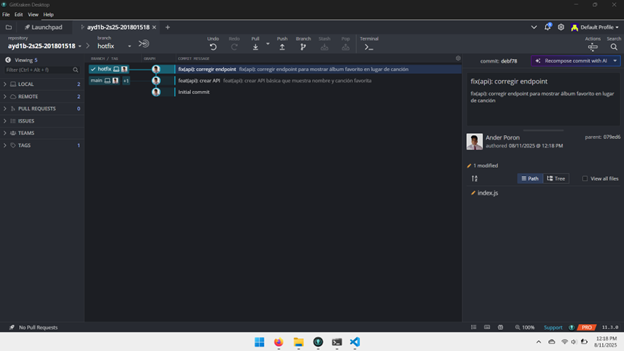 GitKraken Desktop
File Edit View Help
Launchpad ayd1b-2s25-201801518 Default Profile
repository branch Undo Redo Pull Push Branch Stash Pop Terminal Actions Search
ayd1b-2s25-201801518 hotfix
Viewing 5 BRANCH / TAG GRAPH COMMIT MESSAGE
Filter (Ctrl + Alt + f)
LOCAL 2
REMOTE 2
PULL REQUESTS 0
ISSUES
TEAMS
TAGS 1
hotfix fix(api): corregir endpoint fix(api): corregir endpoint para mostrar álbum favorito en lugar de canción
main +1 feat(api): crear API feat(api): crear API básica que muestra nombre y canción favorita
Initial commit
commit: debf78 Recompose commit with AI
fix(api): corregir endpoint
fix(api): corregir endpoint para mostrar álbum favorito en lugar
de canción
Ander Poron
authored 08/11/2025 @ 12:18 PM
parent: 079ed6
1 modified
Path Tree View all files
index.js
No Pull Requests 100% Support PRO 11.3.0
12:18 PM
8/11/2025